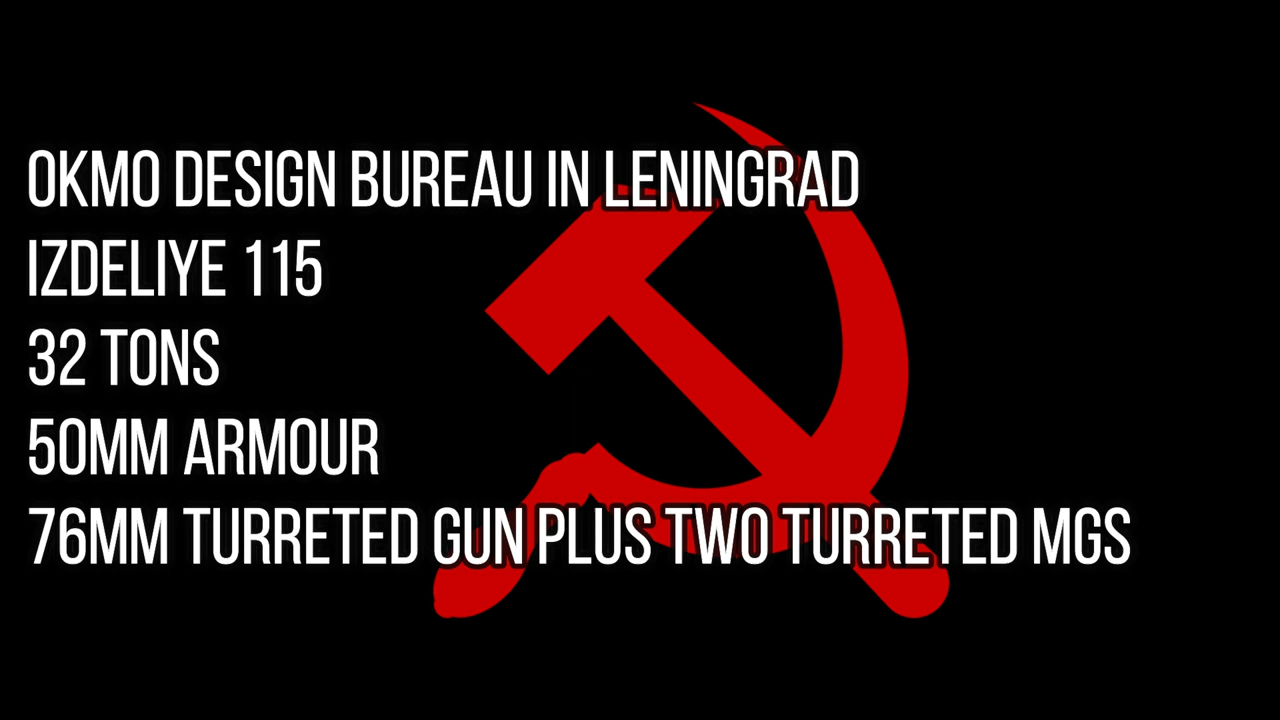 OKMO DESIGN BUREAU IN LENINGRAD
IZDELIYE 115
32 TONS
50MM ARMOUR
76MM TURRETED GUN PLUS TWO TURRETED MGS